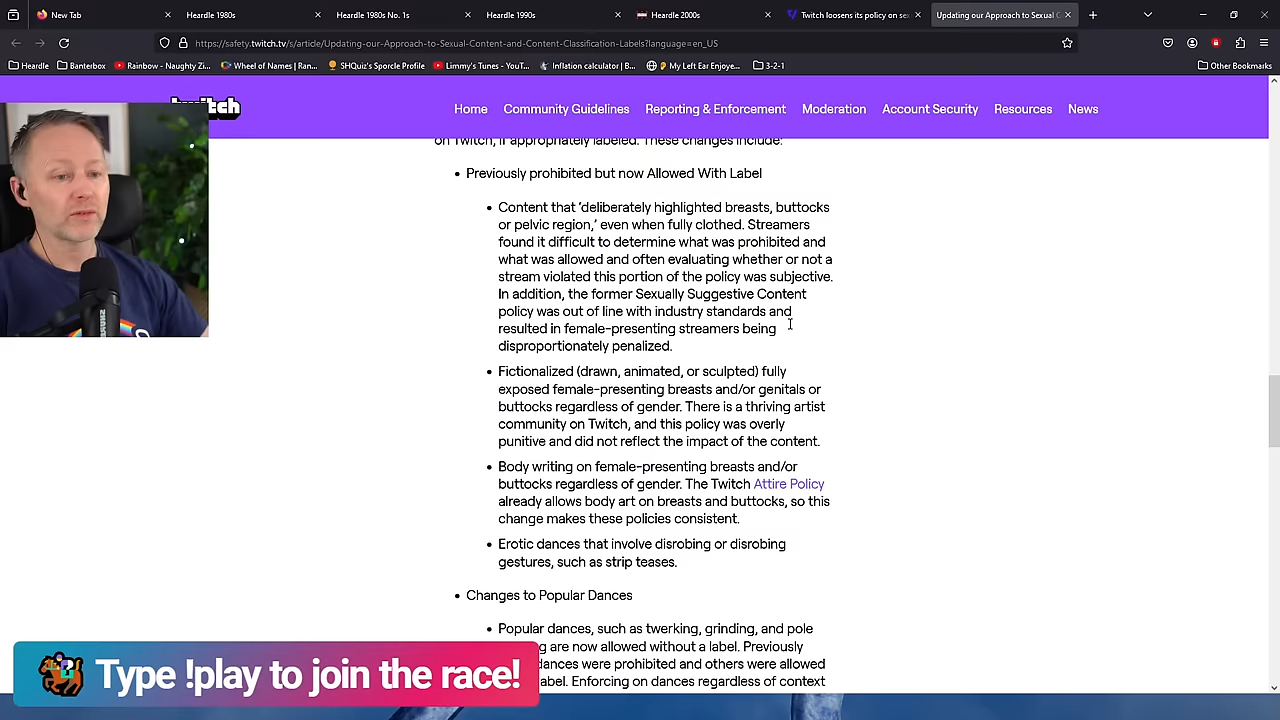 New Tab
Heardle 1980s
Heardle 1980s No. 1s
Heardle 1990s
Heardle 2000s
Twitch loosens its policy on sex
Updating our Approach to Sexual C
https://safety.twitch.tv/s/article/Updating-our-Approach-to-Sexual-Content-and-Content-Classification-Labels?language=en_US
Heardle
Banterbox
Rainbow - Naughty Zi...
Wheel of Names | Ran...
SHQuiz's Sporcle Profile
Limmy's Tunes - YouT...
Inflation calculator | B...
My Left Ear Enjoye...
3-2-1
Other Bookmarks
twitch
Home
Community Guidelines
Reporting & Enforcement
Moderation
Account Security
Resources
News
on Twitch, if appropriately labeled. These changes include:
• Previously prohibited but now Allowed With Label
• Content that ‘deliberately highlighted breasts, buttocks
or pelvic region,’ even when fully clothed. Streamers
found it difficult to determine what was prohibited and
what was allowed and often evaluating whether or not a
stream violated this portion of the policy was subjective.
In addition, the former Sexually Suggestive Content
policy was out of line with industry standards and
resulted in female-presenting streamers being
disproportionately penalized.
• Fictionalized (drawn, animated, or sculpted) fully
exposed female-presenting breasts and/or genitals or
buttocks regardless of gender. There is a thriving artist
community on Twitch, and this policy was overly
punitive and did not reflect the impact of the content.
• Body writing on female-presenting breasts and/or
buttocks regardless of gender. The Twitch Attire Policy
already allows body art on breasts and buttocks, so this
change makes these policies consistent.
• Erotic dances that involve disrobing or disrobing
gestures, such as strip teases.
• Changes to Popular Dances
• Popular dances, such as twerking, grinding, and pole
are now allowed without a label. Previously
dances were prohibited and others were allowed
label. Enforcing on dances regardless of context
Type !play to join the race!